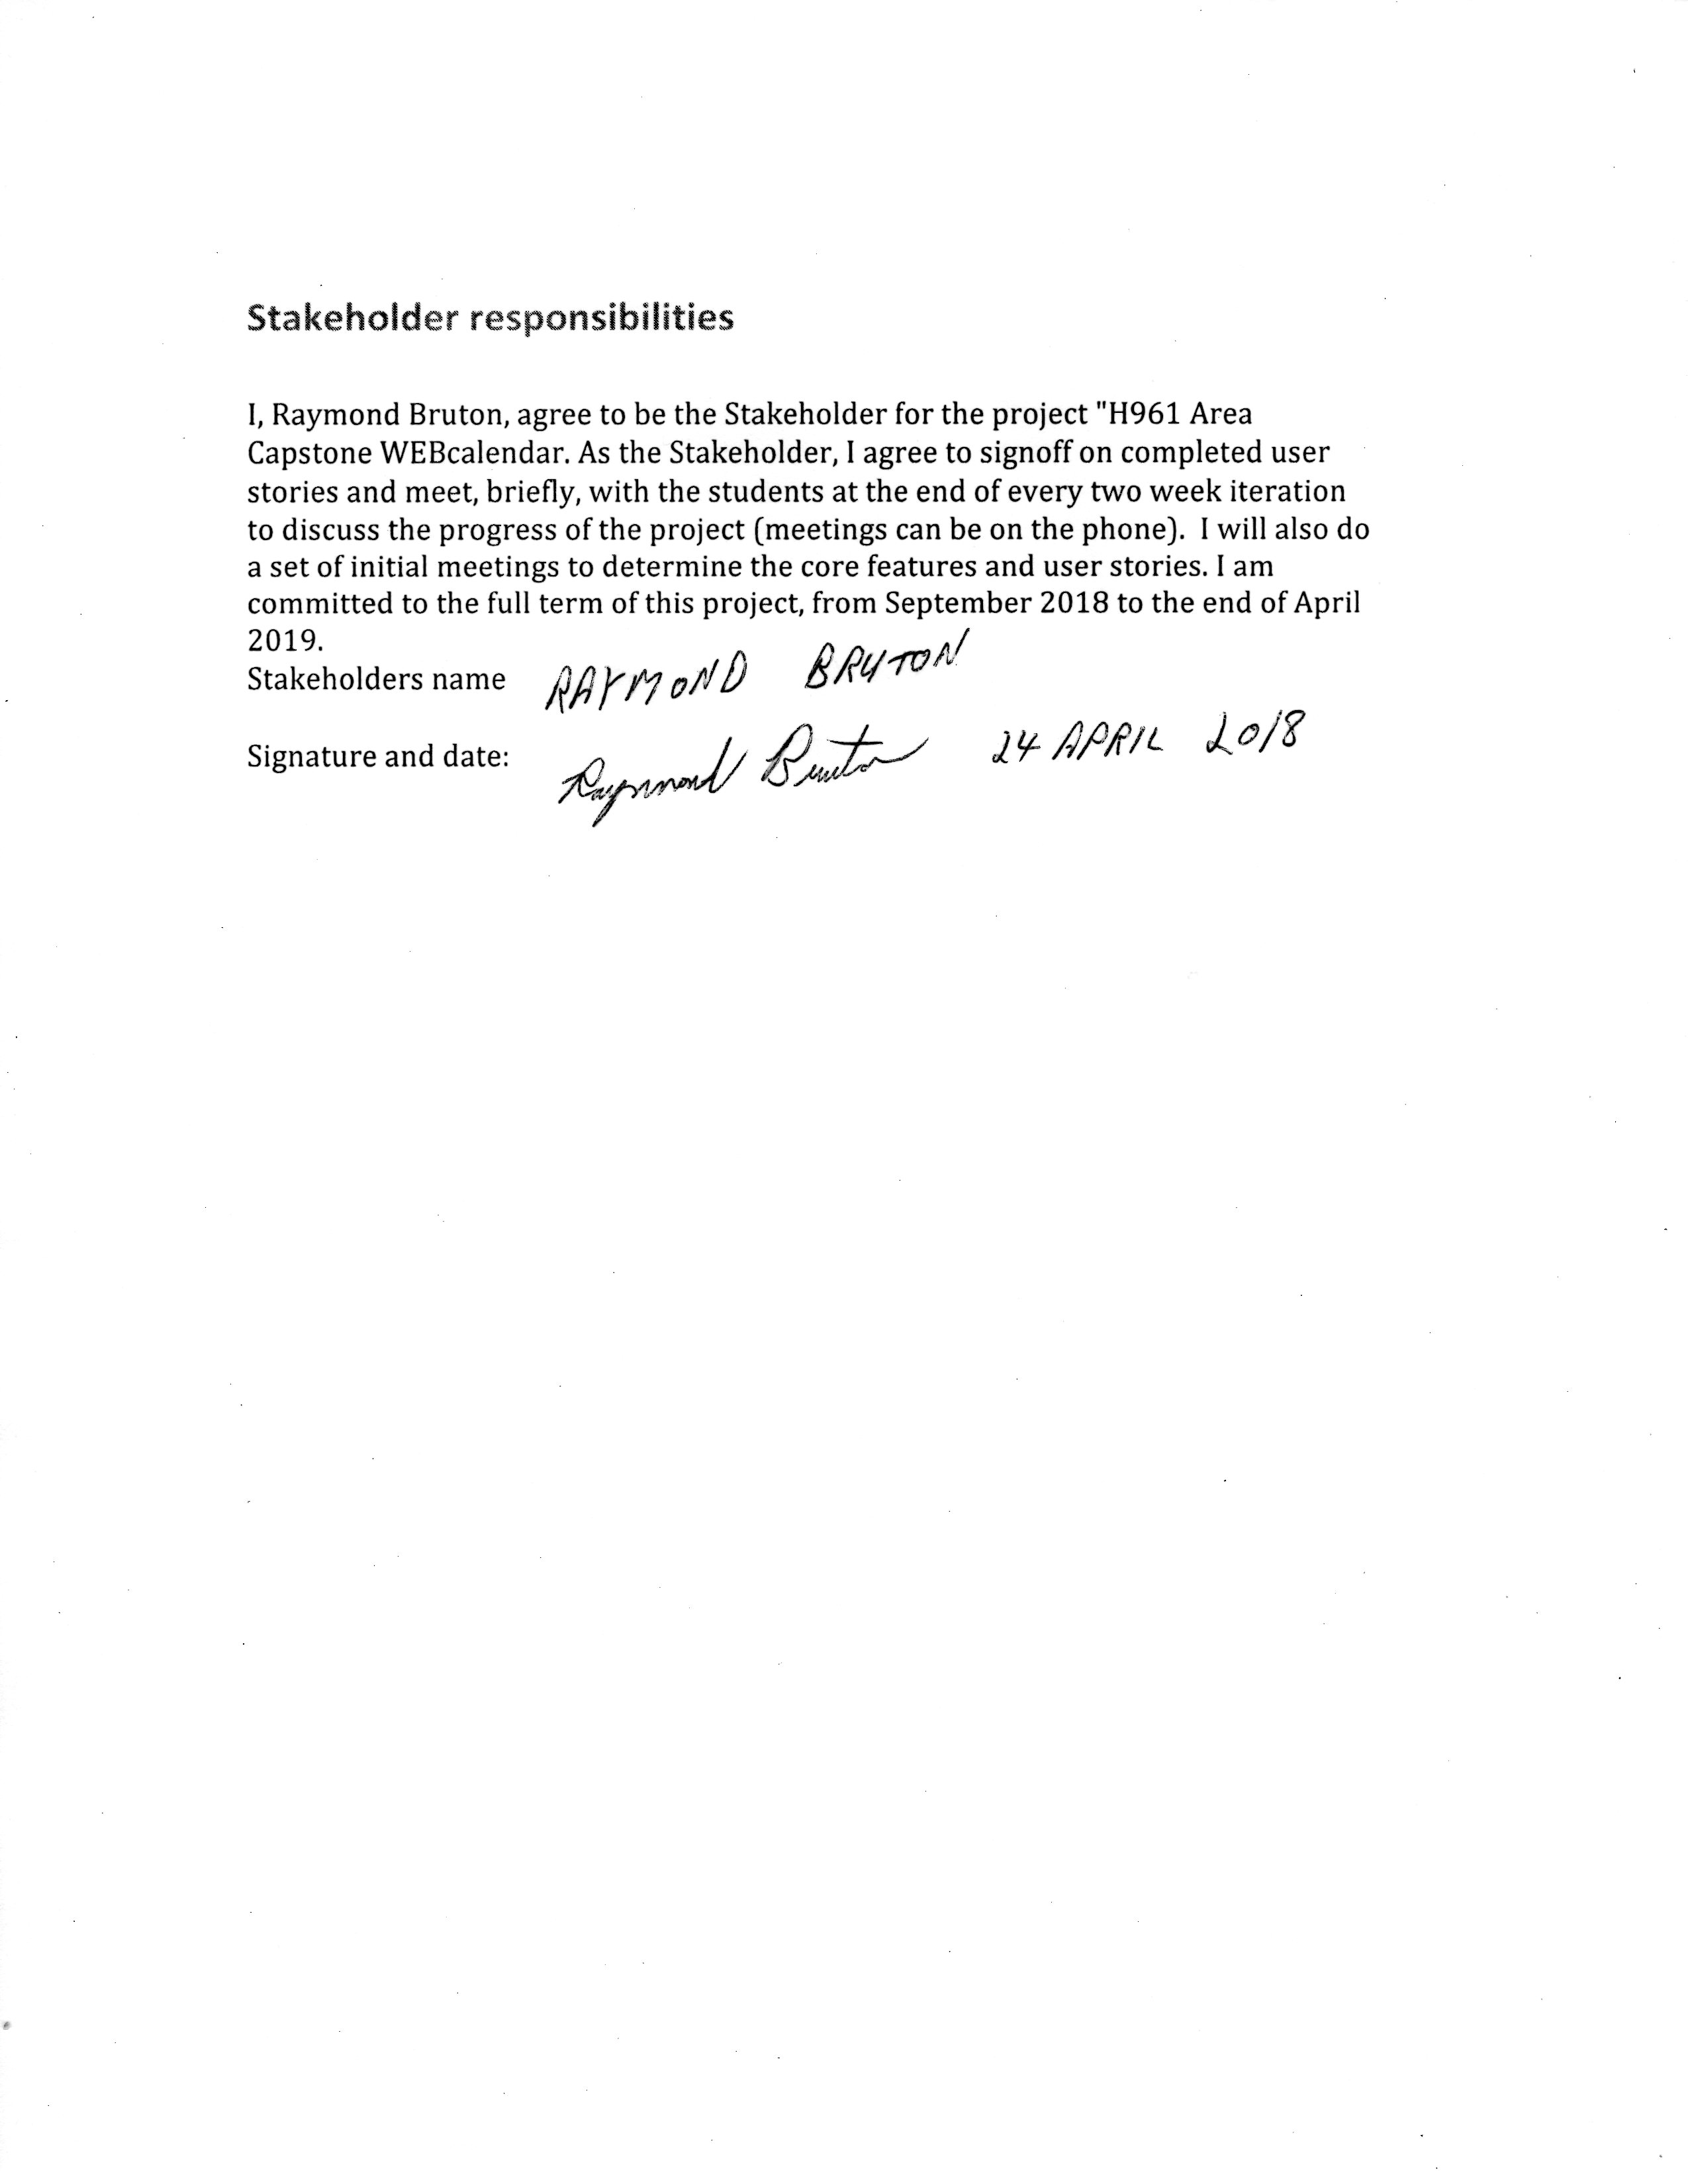 Stakeholder responsibilities
I, Raymond Bruton, agree to be the Stakeholder for the project "H961 Area
Capstone WEBcalendar. As the Stakeholder, I agree to signoff on completed user
stories and meet, briefly, with the students at the end of every two week iteration
to discuss the progress of the project (meetings can be on the phone).  I will also do
a set of initial meetings to determine the core features and user stories. I am
committed to the full term of this project, from September 2018 to the end of April
2019.
Stakeholders name RAYMOND BRUTON
Signature and date: Raymond Bruton 24 APRIL 2018